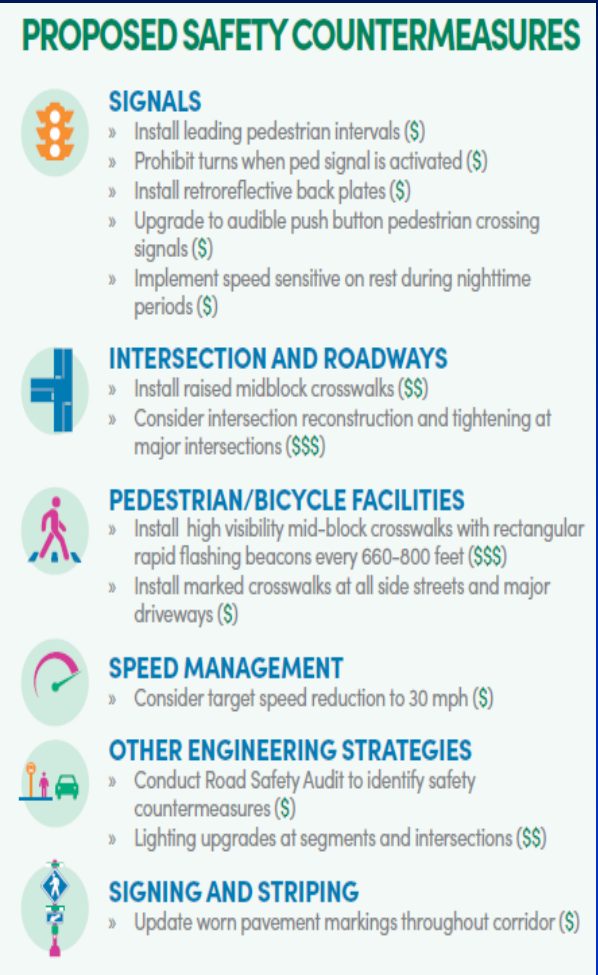 PROPOSED SAFETY COUNTERMEASURES
SIGNALS
» Install leading pedestrian intervals ($)
» Prohibit turns when ped signal is activated ($)
» Install retroreflective back plates ($)
» Upgrade to audible push button pedestrian crossing
signals ($)
» Implement speed sensitive on rest during nighttime
periods ($)
INTERSECTION AND ROADWAYS
» Install raised midblock crosswalks ($$)
» Consider intersection reconstruction and tightening at
major intersections ($$$)
PEDESTRIAN/BICYCLE FACILITIES
» Install high visibility mid-block crosswalks with rectangular
rapid flashing beacons every 660-800 feet ($$$)
» Install marked crosswalks at all side streets and major
driveways ($)
SPEED MANAGEMENT
» Consider target speed reduction to 30 mph ($)
OTHER ENGINEERING STRATEGIES
» Conduct Road Safety Audit to identify safety
countermeasures ($)
» Lighting upgrades at segments and intersections ($$)
SIGNING AND STRIPING
» Update worn pavement markings throughout corridor ($)